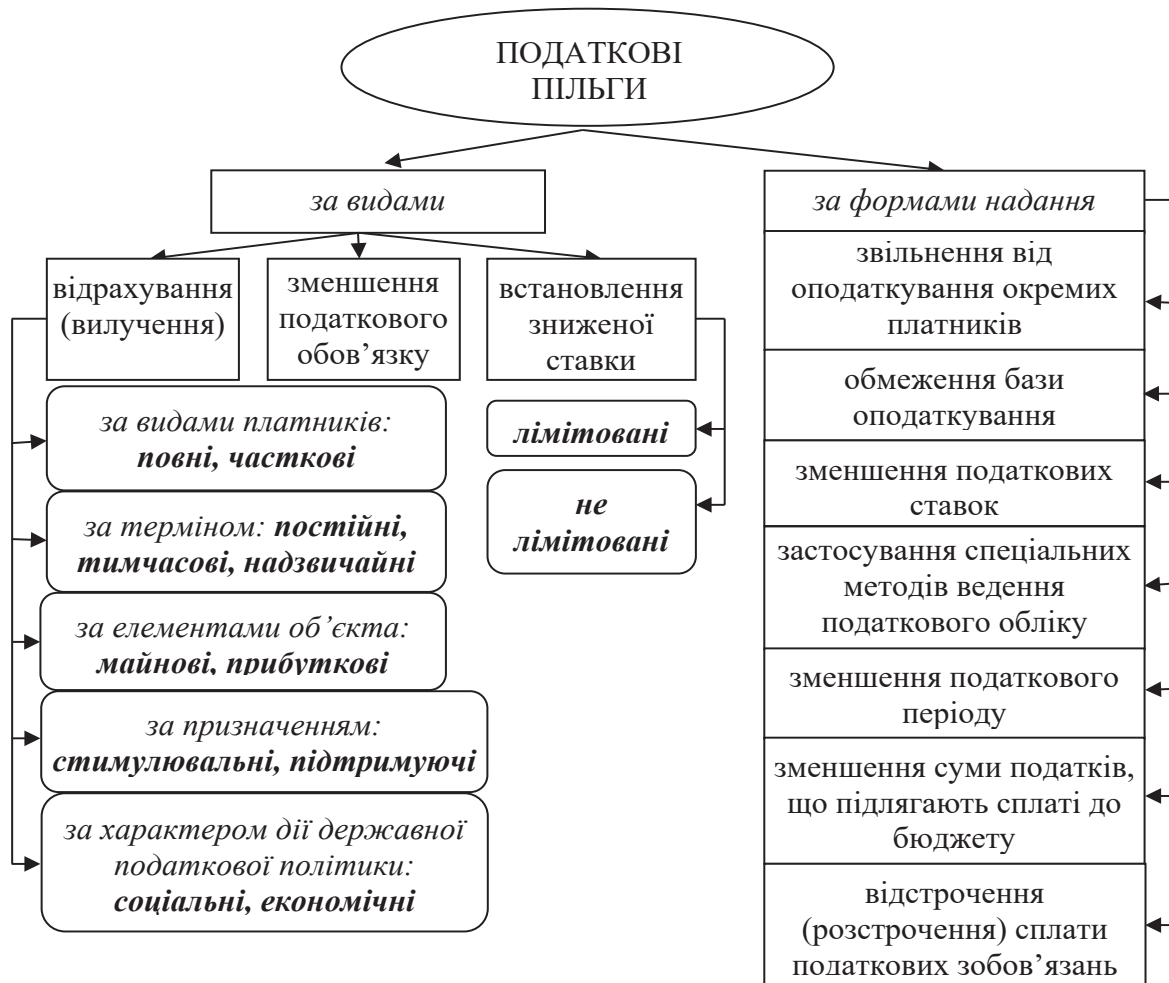 ПОДАТКОВІ
ПІЛЬГИ
за видами
відрахування
(вилучення)
зменшення
податкового
обов’язку
встановлення
зниженої
ставки
за видами платників:
повні, часткові
за терміном: постійні,
тимчасові, надзвичайні
за елементами об’єкта:
майнові, прибуткові
за призначенням:
стимулювальні, підтримуючі
за характером дії державної
податкової політики:
соціальні, економічні
лімітовані
не
лімітовані
за формами надання
звільнення від
оподаткування окремих
платників
обмеження бази
оподаткування
зменшення податкових
ставок
застосування спеціальних
методів ведення
податкового обліку
зменшення податкового
періоду
зменшення суми податків,
що підлягають сплаті до
бюджету
відстрочення
(розстрочення) сплати
податкових зобов’язань